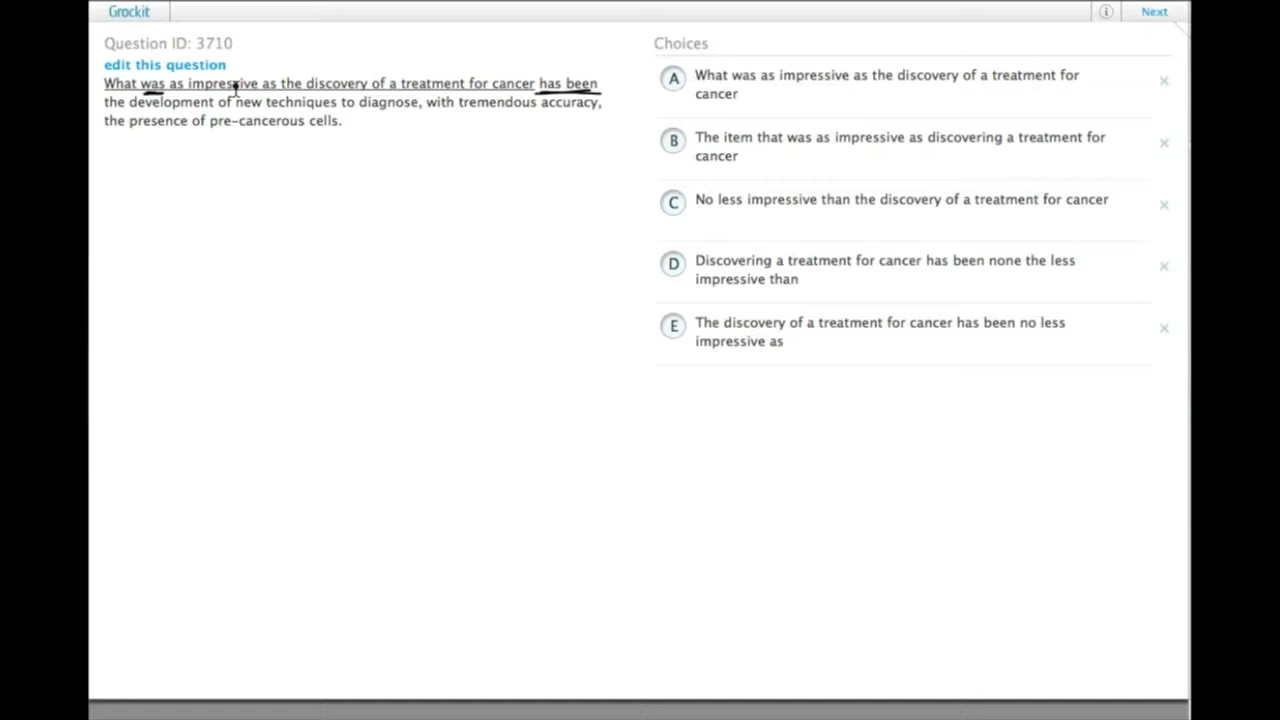 Grockit
Next
Question ID: 3710
edit this question
What was as impressive as the discovery of a treatment for cancer has been
the development of new techniques to diagnose, with tremendous accuracy,
the presence of pre-cancerous cells.
Choices
A What was as impressive as the discovery of a treatment for
cancer
B The item that was as impressive as discovering a treatment for
cancer
C No less impressive than the discovery of a treatment for cancer
D Discovering a treatment for cancer has been none the less
impressive than
E The discovery of a treatment for cancer has been no less
impressive as